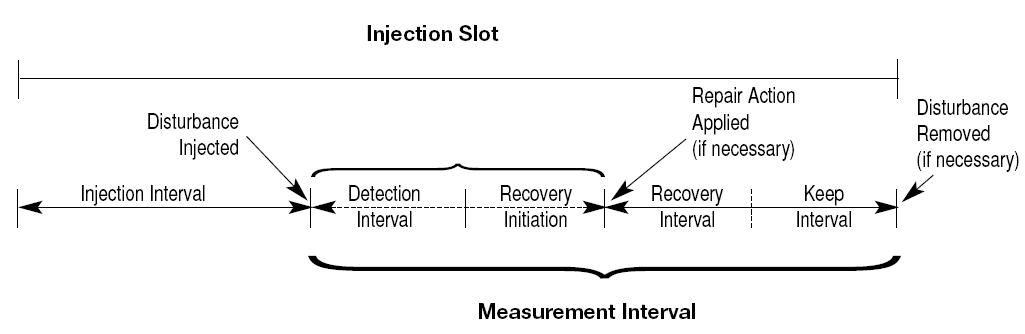 Injection Slot
Disturbance
Injected
Repair Action
Applied
(if necessary)
Disturbance
Removed
(if necessary)
Injection Interval
Detection
Interval
Recovery
Initiation
Recovery
Interval
Keep
Interval
Measurement Interval